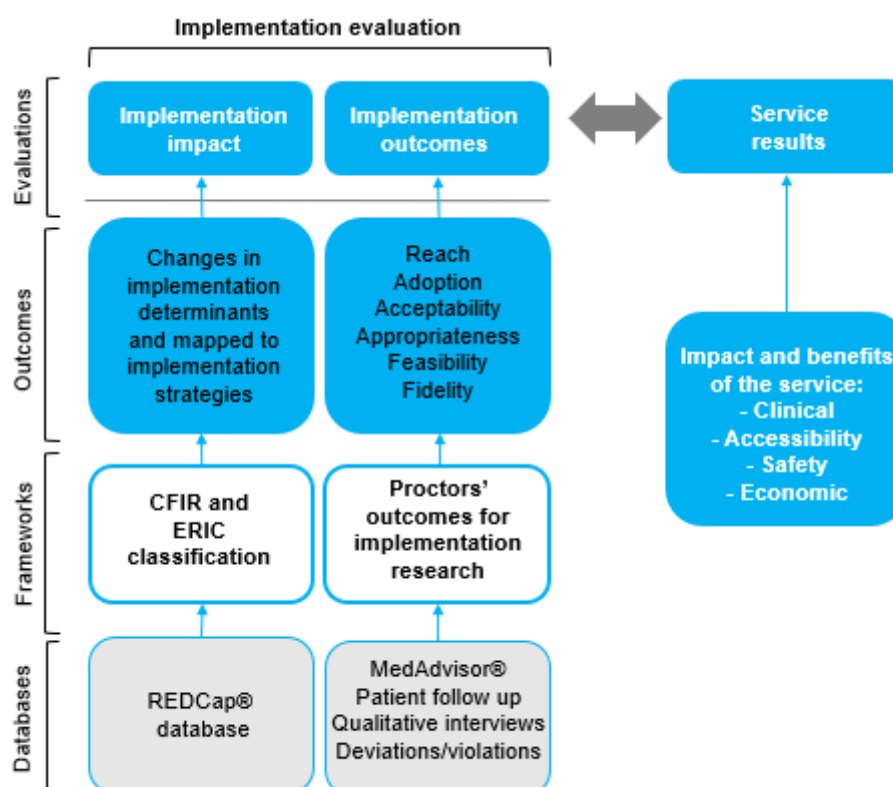 Implementation evaluation
Evaluations
Implementation
impact
Implementation
outcomes
Service
results
Outcomes
Changes in
implementation
determinants
and mapped to
implementation
strategies
Reach
Adoption
Acceptability
Appropriateness
Feasibility
Fidelity
Impact and benefits
of the service:
- Clinical
- Accessibility
- Safety
- Economic
Frameworks
CFIR and
ERIC
classification
Proctors’
outcomes for
implementation
research
Databases
REDCap®
database
MedAdvisor®
Patient follow up
Qualitative interviews
Deviations/violations